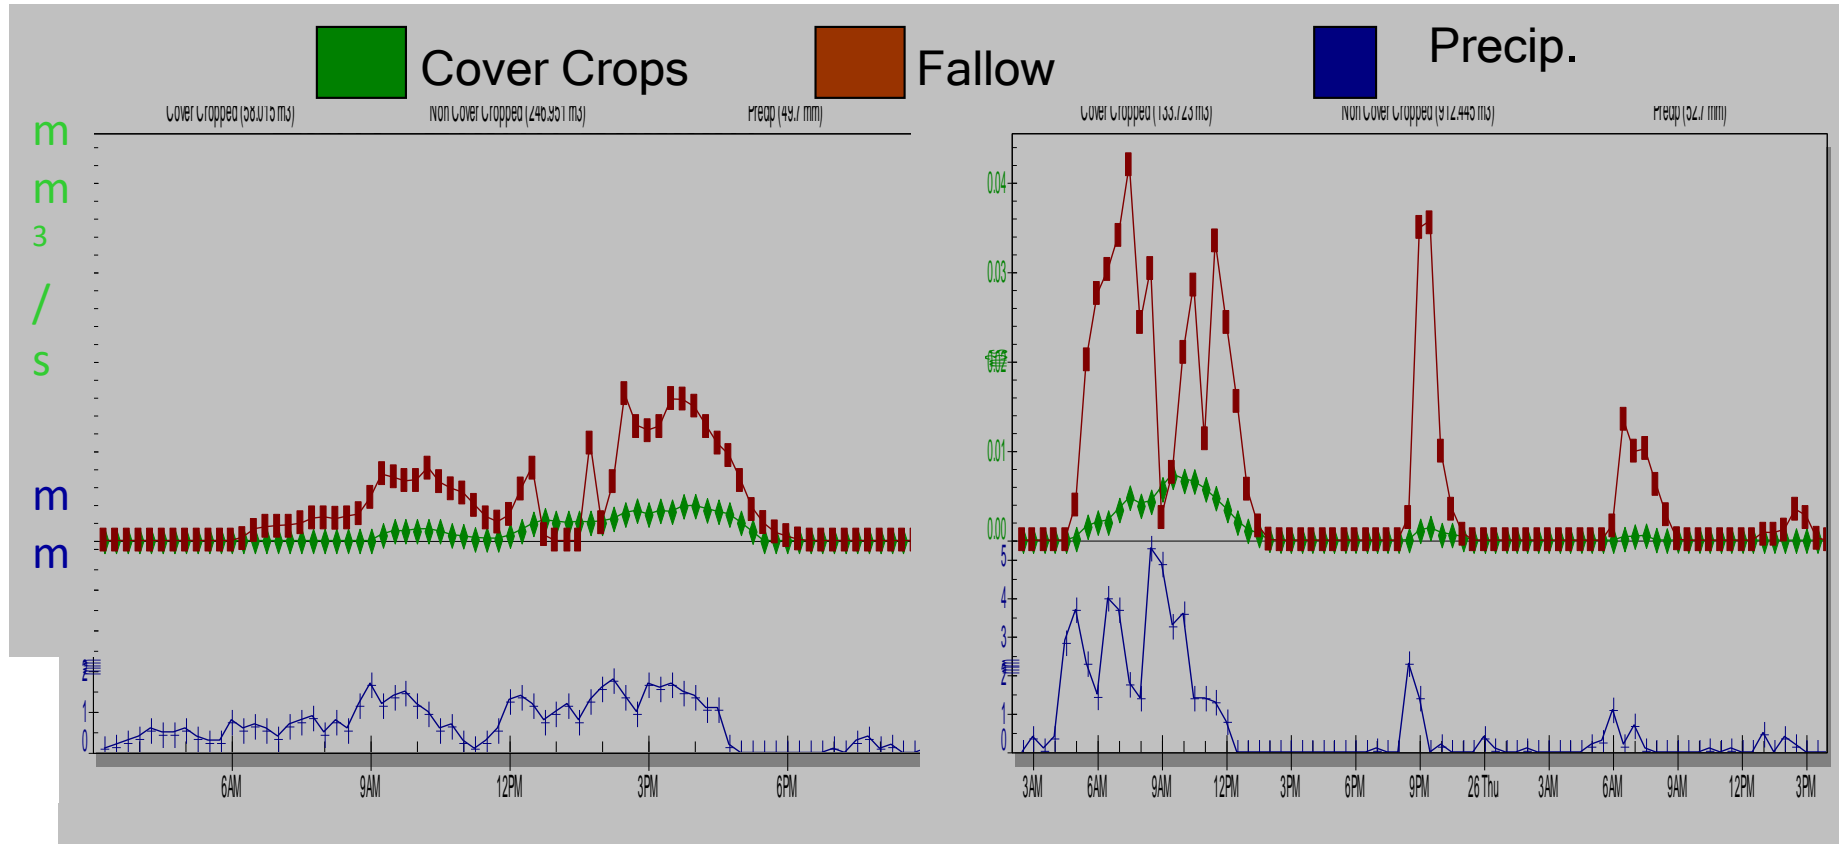 Cover Crops
Fallow
Precip.
Cover Cropped (58.015 m3) Non Cover Cropped (246.951 m3) Precip (49.7 mm)
Cover Cropped (133.723 m3) Non Cover Cropped (912.445 m3) Precip (52.7 mm)
m
m
3
/
s
m
m
0.04
0.03
0.02
0.01
0.00
2
1
0
5
4
3
2
1
0
6AM 9AM 12PM 3PM 6PM
3AM 6AM 9AM 12PM 3PM 6PM 9PM 26 Thu 3AM 6AM 9AM 12PM 3PM